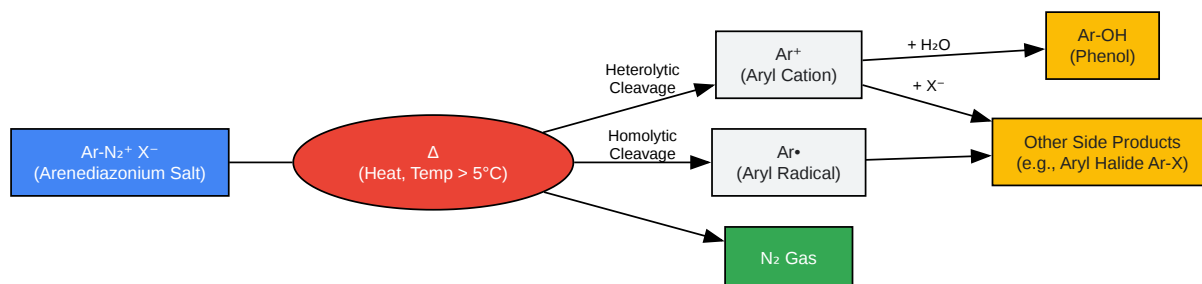 Ar-N₂⁺ X⁻
(Arenediazonium Salt)
Δ
(Heat, Temp > 5°C)
Heterolytic
Cleavage
Homolytic
Cleavage
Ar⁺
(Aryl Cation)
Ar•
(Aryl Radical)
N₂ Gas
+ H₂O
+ X⁻
Ar-OH
(Phenol)
Other Side Products
(e.g., Aryl Halide Ar-X)